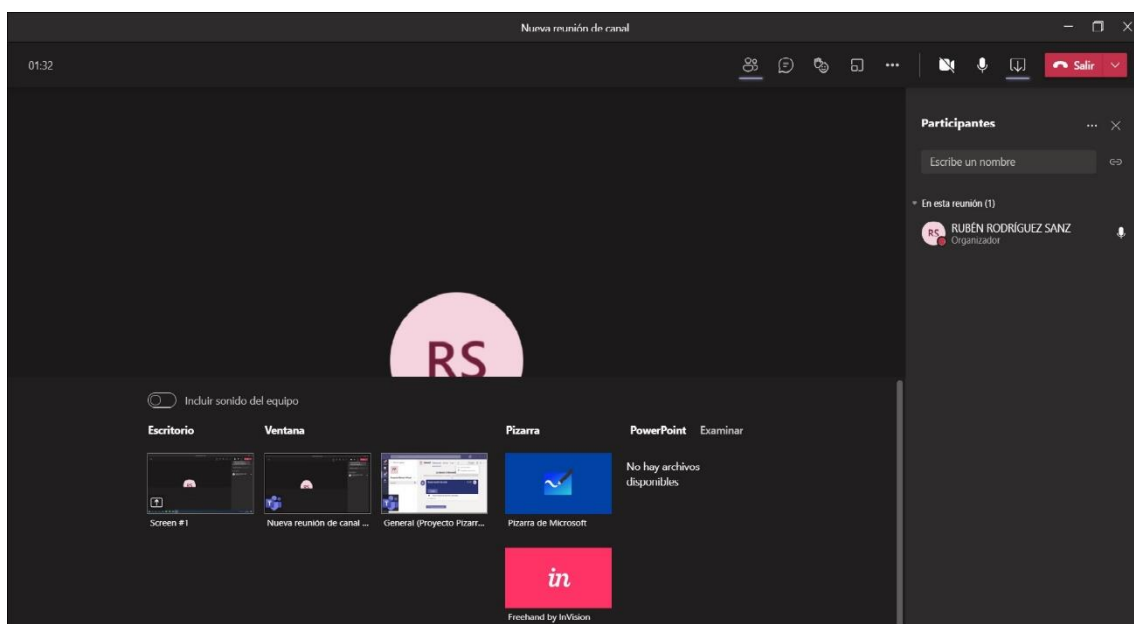 Nueva reunión de canal
01:32
Salir
Participantes
Escribe un nombre
En esta reunión (1)
RS
RUBÉN RODRÍGUEZ SANZ
Organizador
RS
Incluir sonido del equipo
Escritorio
Ventana
Pizarra
PowerPoint
Examinar
No hay archivos
disponibles
Screen #1
Nueva reunión de canal ...
General (Proyecto Pizarr...
Pizarra de Microsoft
in
Freehand by InVision